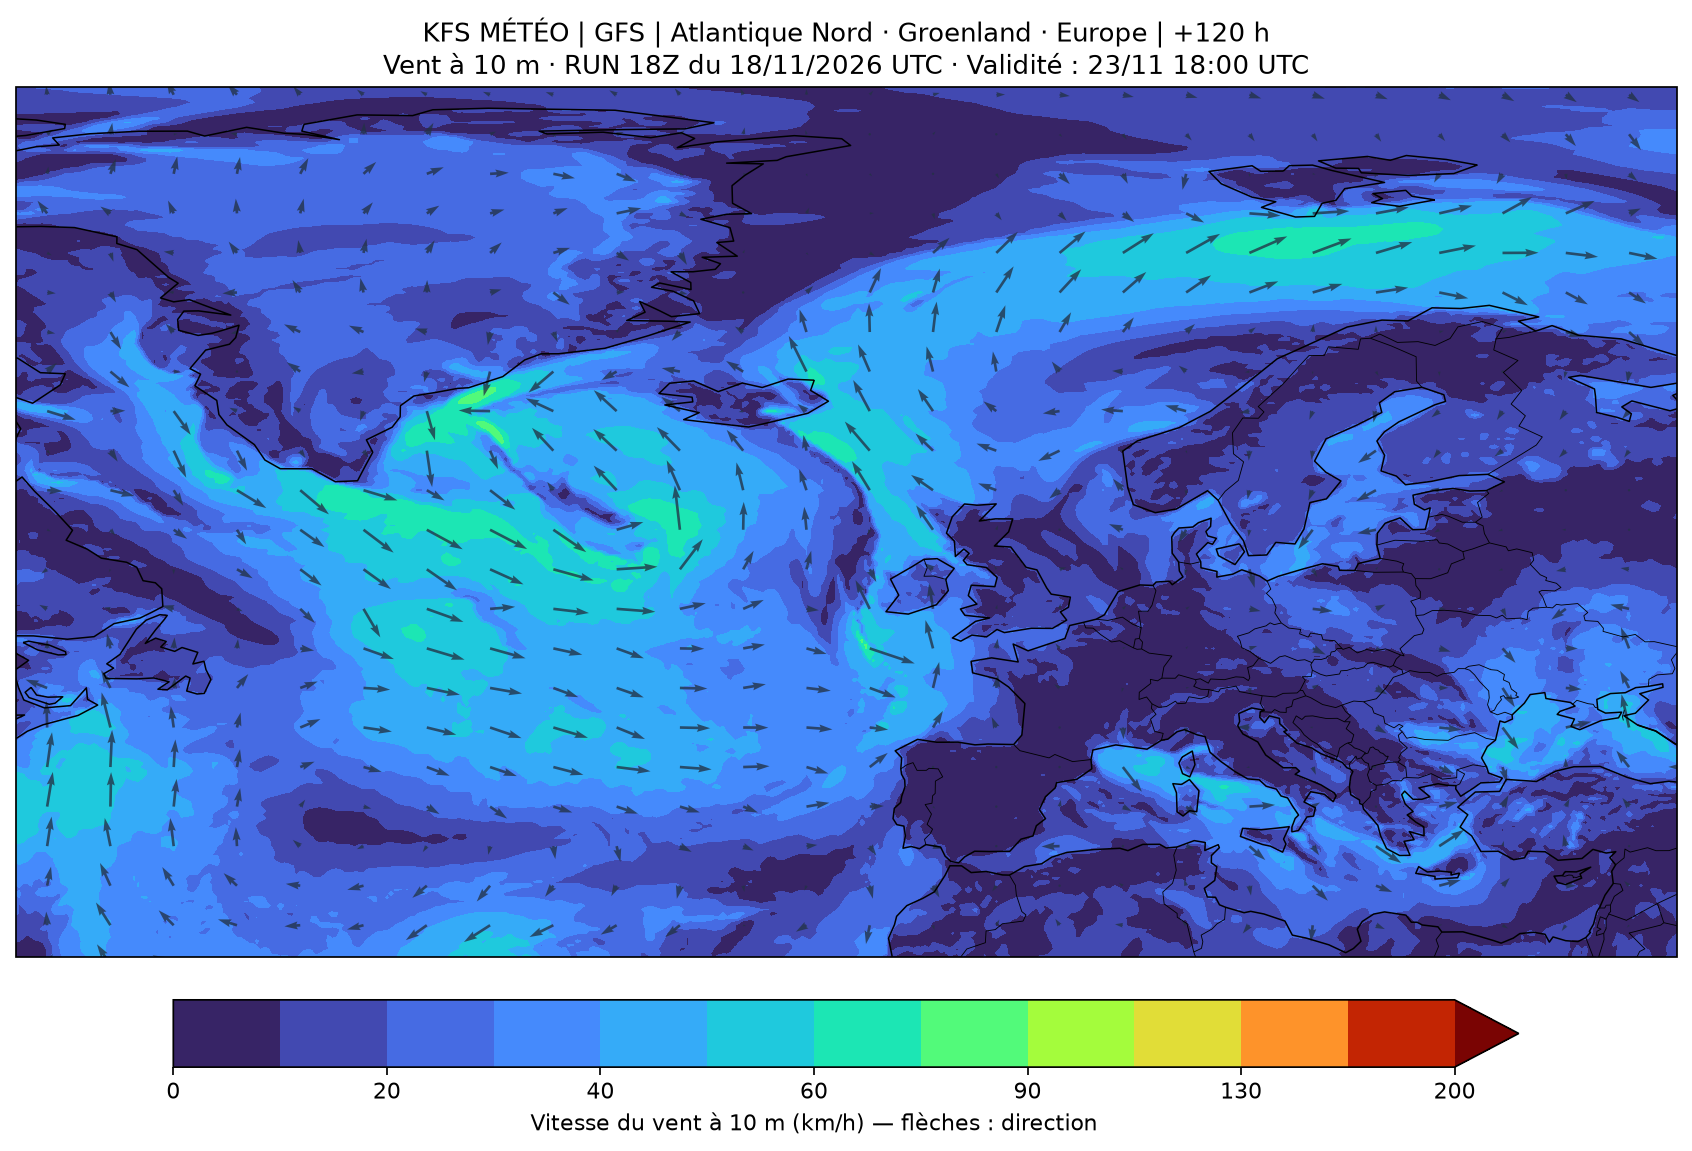 KFS MÉTÉO | GFS | Atlantique Nord · Groenland · Europe | +120 h
Vent à 10 m · RUN 18Z du 18/11/2026 UTC · Validité : 23/11 18:00 UTC
0 20 40 60 90 130 200
Vitesse du vent à 10 m (km/h) — flèches : direction